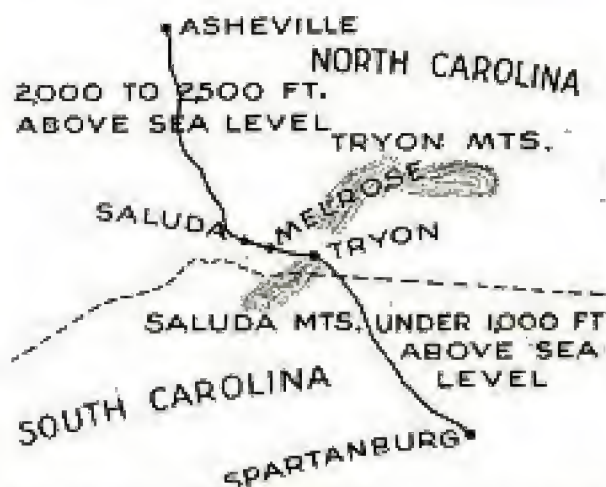 ASHEVILLE
NORTH CAROLINA
2,000 TO 2,500 FT.
ABOVE SEA LEVEL
TRYON MTS.
MELROSE
SALUDA
TRYON
SALUDA MTS.
UNDER 1,000 FT
ABOVE SEA
LEVEL
SOUTH CAROLINA
SPARTANBURG